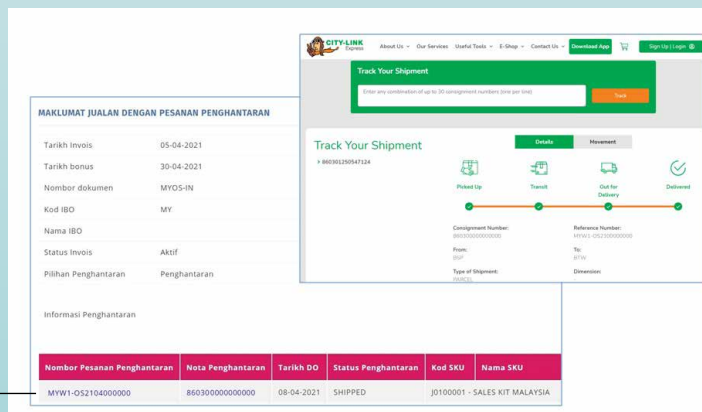 CITY-LINK
Express
About Us
Our Services
Useful Tools
E-Shop
Contact Us
Download App
Sign Up | Login
Track Your Shipment
Enter any combination of up to 30 consignment numbers (one per line)
Track
MAKLUMAT JUALAN DENGAN PESANAN PENGHANTARAN
Tarikh Invois 05-04-2021
Tarikh bonus 30-04-2021
Nombor dokumen MYOS-IN
Kod IBO MY
Nama IBO
Status Invois Aktif
Pilihan Penghantaran Penghantaran
Informasi Penghantaran
Track Your Shipment
860301250547124
Details Movement
Picked Up Transit Out for Delivery Delivered
Consignment Number: Reference Number:
860300000000000 MYW1-OS2100000000
From: To:
BTW
Type of Shipment: Dimension:
PARCEL
Nombor Pesanan Penghantaran Nota Penghantaran Tarikh DO Status Penghantaran Kod SKU Nama SKU
MYW1-OS2104000000 860300000000000 08-04-2021 SHIPPED J0100001 - SALES KIT MALAYSIA